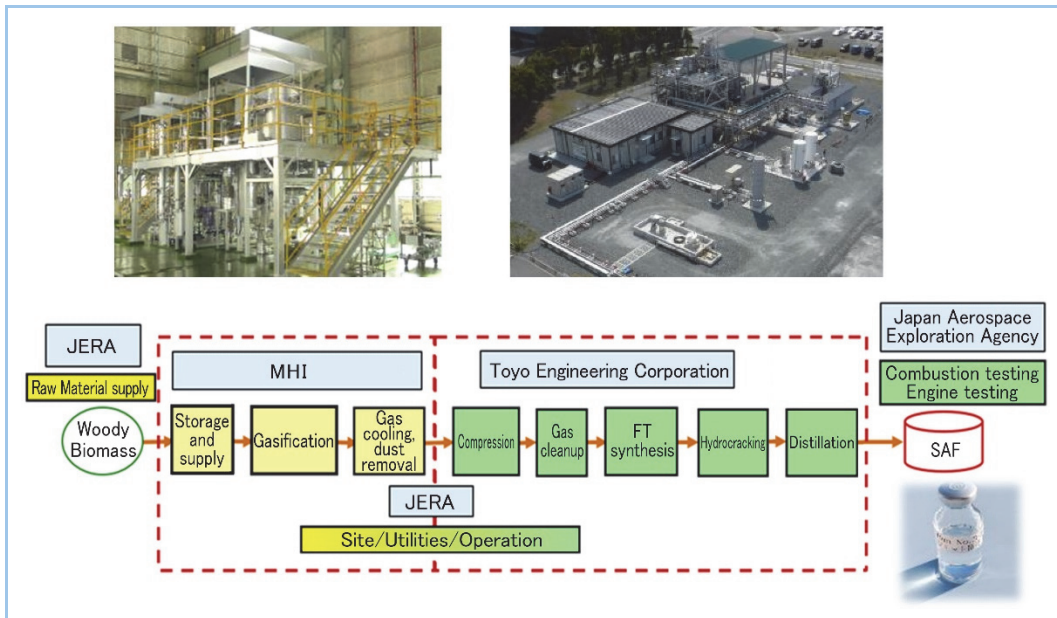 JERA
Raw Material supply
Woody
Biomass
MHI
Storage
and
supply
Gasification
Gas
cooling,
dust
removal
JERA
Site/Utilities/Operation
Toyo Engineering Corporation
Compression
Gas
cleanup
FT
synthesis
Hydrocracking
Distillation
Japan Aerospace
Exploration Agency
Combustion testing
Engine testing
SAF